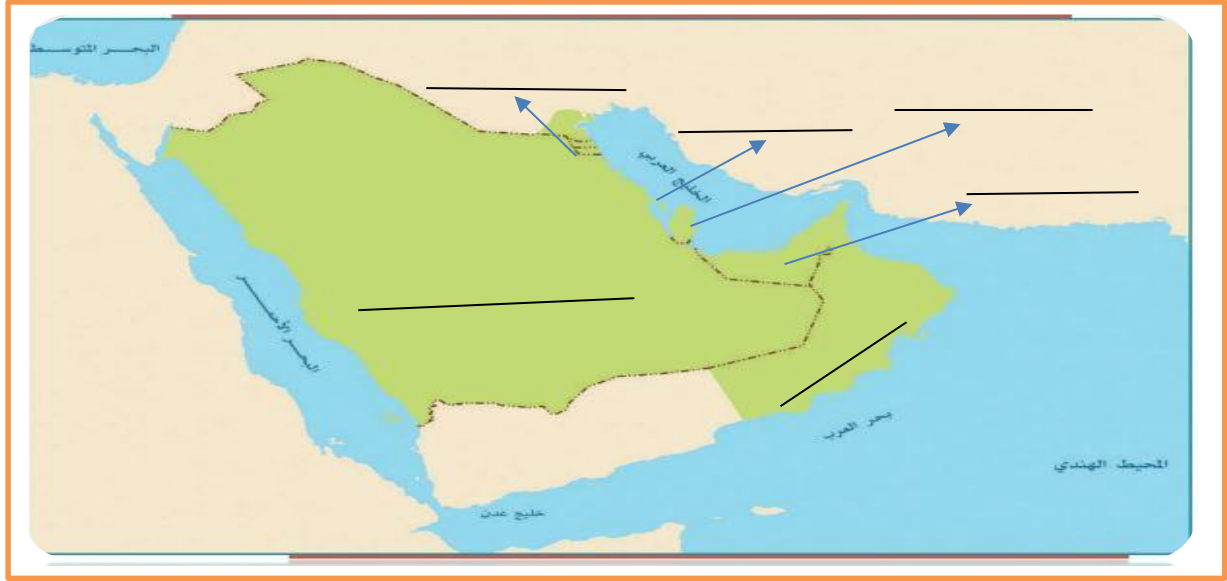 البحر المتوسط
الخليج العربي
البحر الأحمر
بحر العرب
المحيط الهندي
خليج عدن